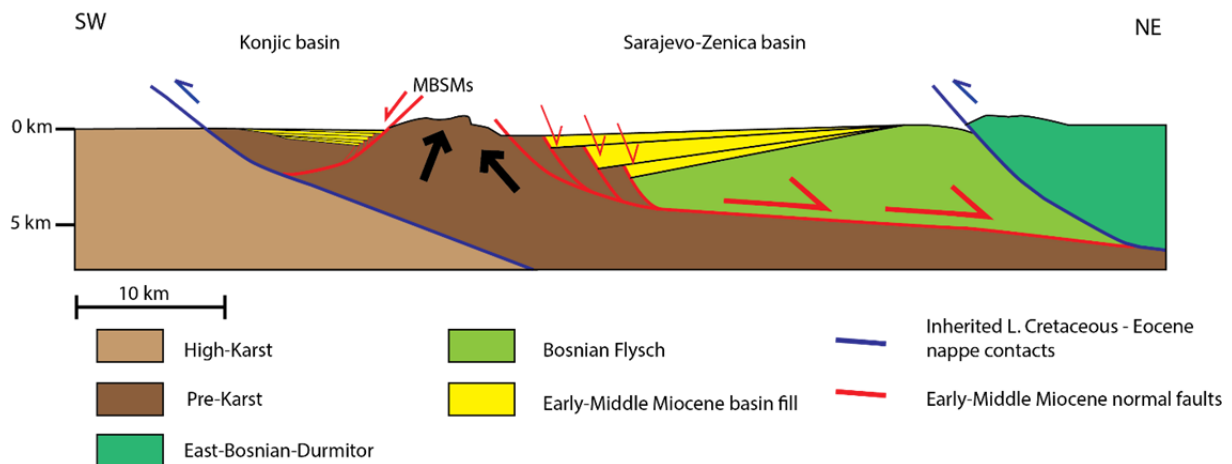 SW
NE
Konjic basin
Sarajevo-Zenica basin
MBSMs
0 km
5 km
10 km
High-Karst
Pre-Karst
East-Bosnian-Durmitor
Bosnian Flysch
Early-Middle Miocene basin fill
Inherited L. Cretaceous - Eocene
nappe contacts
Early-Middle Miocene normal faults